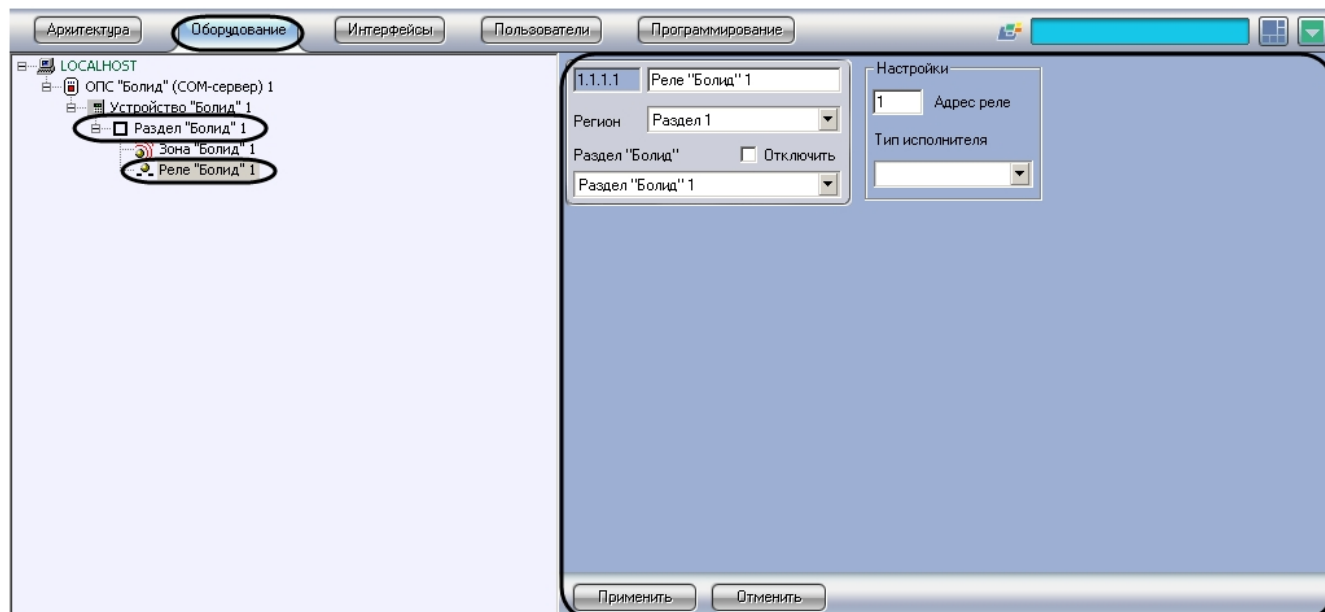 Архитектура Оборудование Интерфейсы Пользователи Программирование
LOCALHOST
ОПС "Болид" (COM-сервер) 1
Устройство "Болид" 1
Раздел "Болид" 1
Зона "Болид" 1
Реле "Болид" 1
1.1.1.1 Реле "Болид" 1
Регион Раздел 1
Раздел "Болид" Отключить
Раздел "Болид" 1
Настройки
1 Адрес реле
Тип исполнителя
Применить Отменить